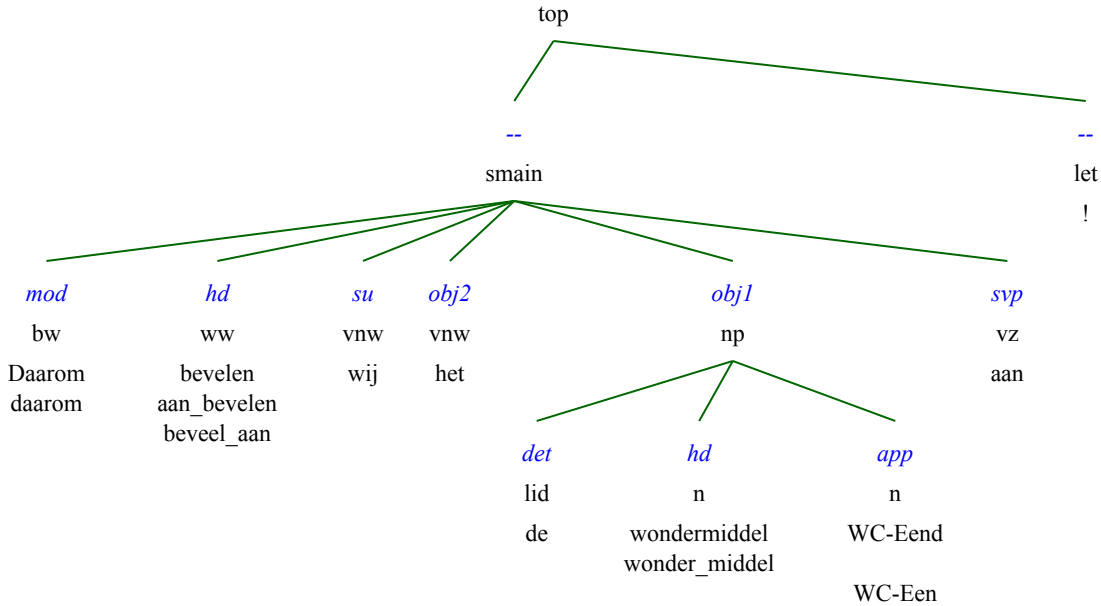 top
-- --
smain let
!
mod hd su obj2 obj1 svp
bw ww vnw vnw np vz
Daarom bevelen wij het aan
daarom aan_bevelen
beveel_aan
det hd app
lid n n
de wondermiddel WC-Eend
wonder_middel
WC-Een